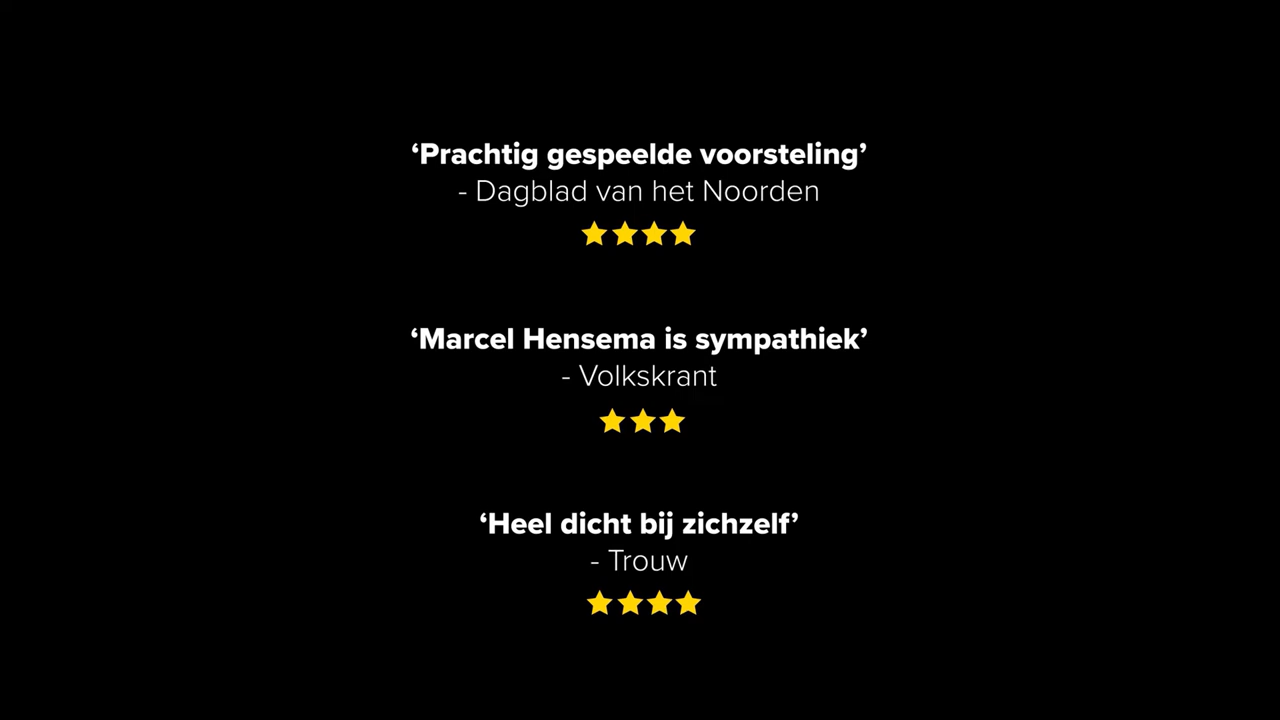 ‘Prachtig gespeelde voorsteling’
- Dagblad van het Noorden
‘Marcel Hensema is sympathiek’
- Volkskrant
‘Heel dicht bij zichzelf’
- Trouw